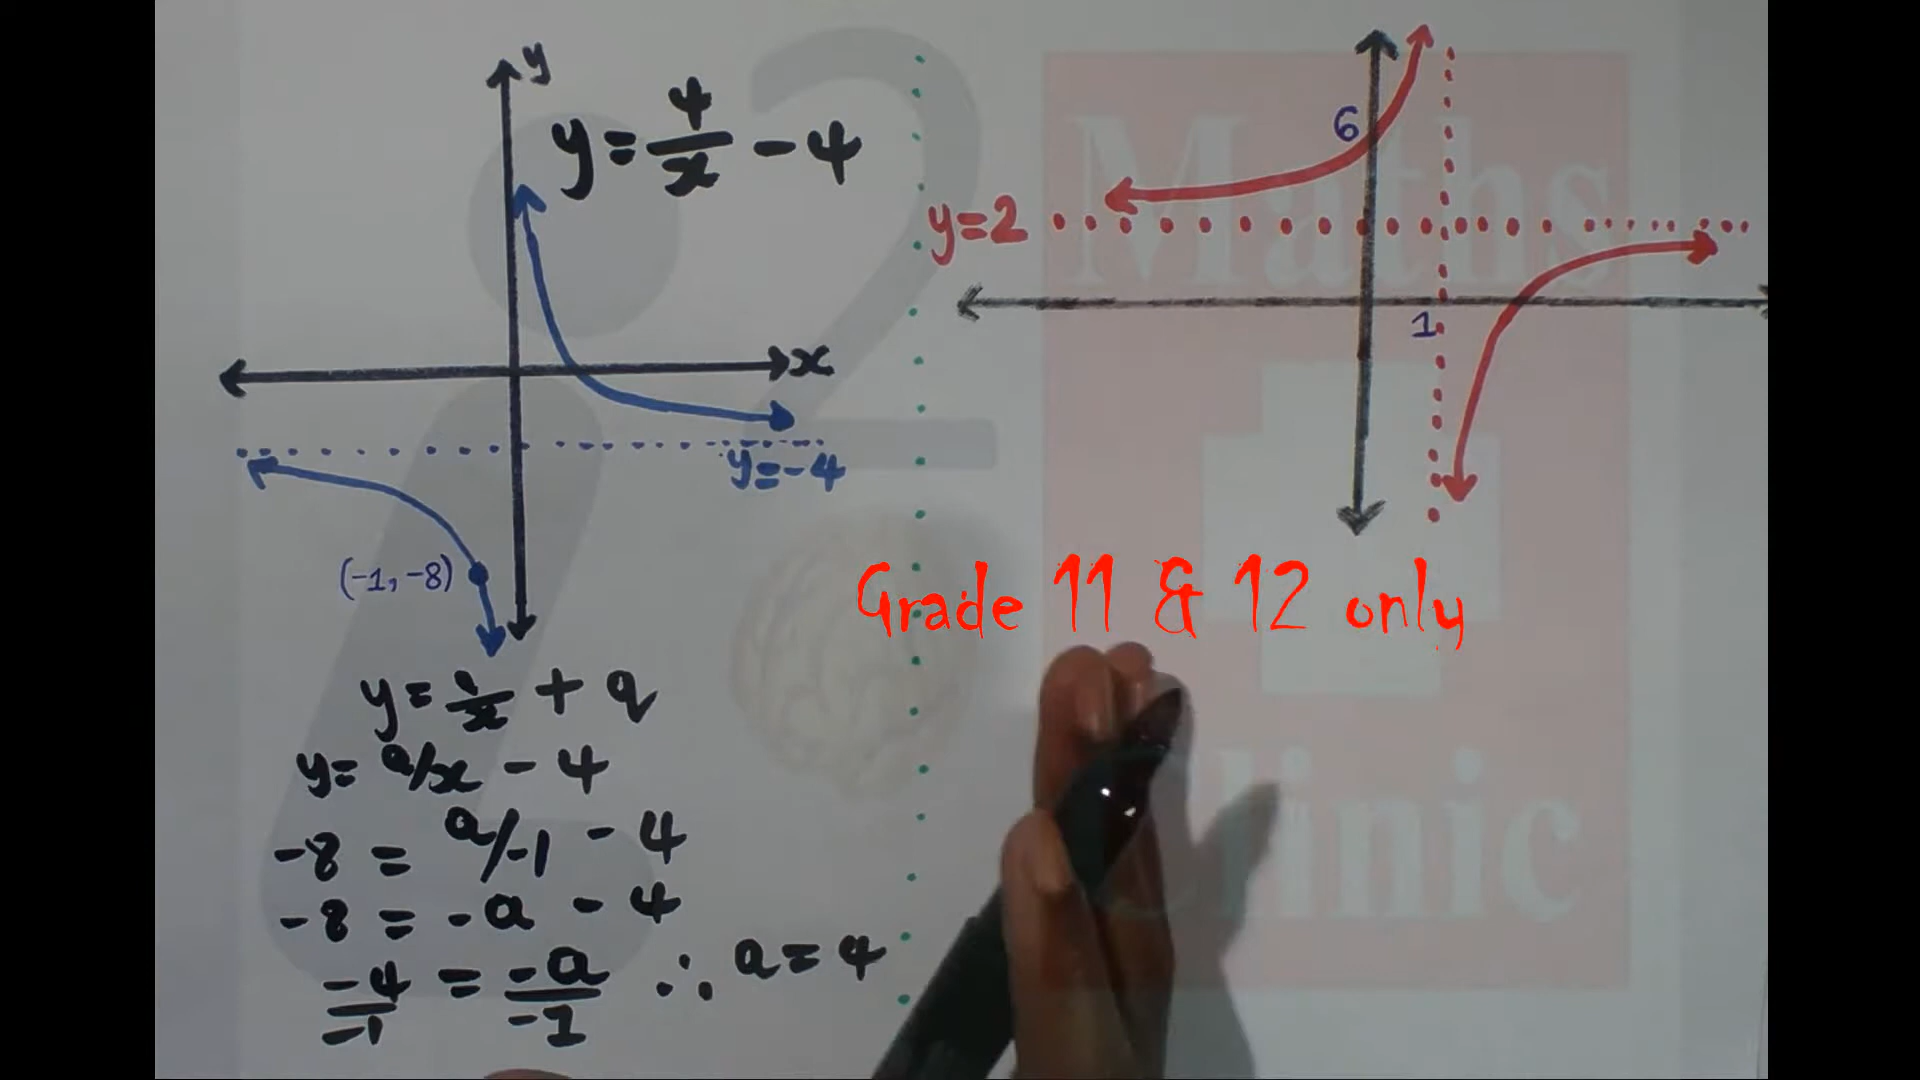 y
y = 4/x - 4
x
y = -4
(-1, -8)
y = a/x + q
y = a/x - 4
-8 = a/-1 - 4
-8 = -a - 4
-4/-1 = -a/-1 ∴ a = 4
6
y = 2
1
Grade 11 & 12 only
Maths
Clinic